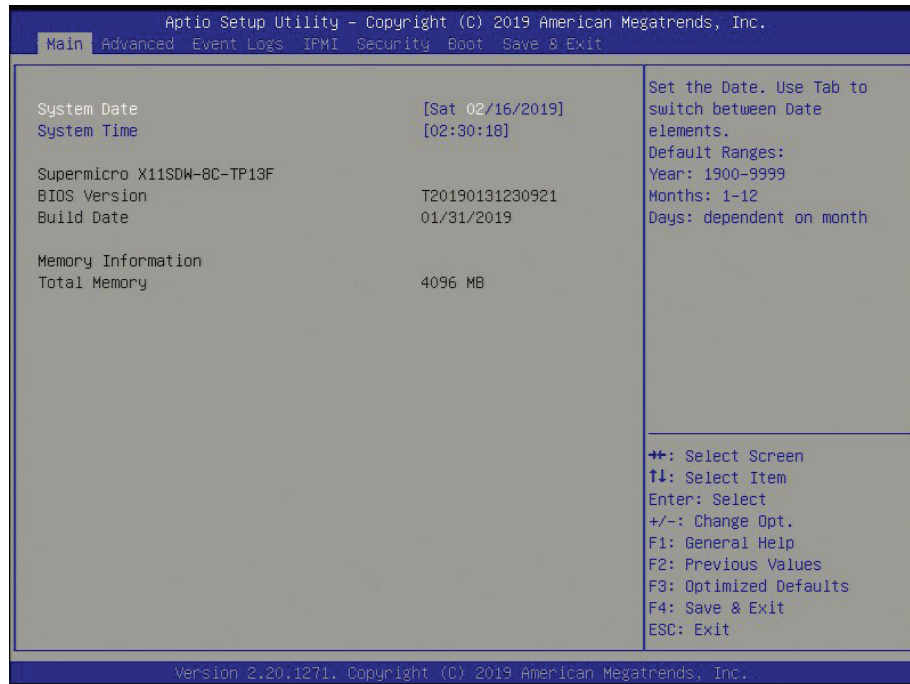 Aptio Setup Utility – Copyright (C) 2019 American Megatrends, Inc.
Main Advanced Event Logs IPMI Security Boot Save & Exit
System Date [Sat 02/16/2019]
System Time [02:30:18]
Supermicro X11SDW-8C-TP13F
BIOS Version T20190131230921
Build Date 01/31/2019
Memory Information
Total Memory 4096 MB
Set the Date. Use Tab to
switch between Date
elements.
Default Ranges:
Year: 1900-9999
Months: 1-12
Days: dependent on month
→←: Select Screen
↑↓: Select Item
Enter: Select
+/-: Change Opt.
F1: General Help
F2: Previous Values
F3: Optimized Defaults
F4: Save & Exit
ESC: Exit
Version 2.20.1271. Copyright (C) 2019 American Megatrends, Inc.